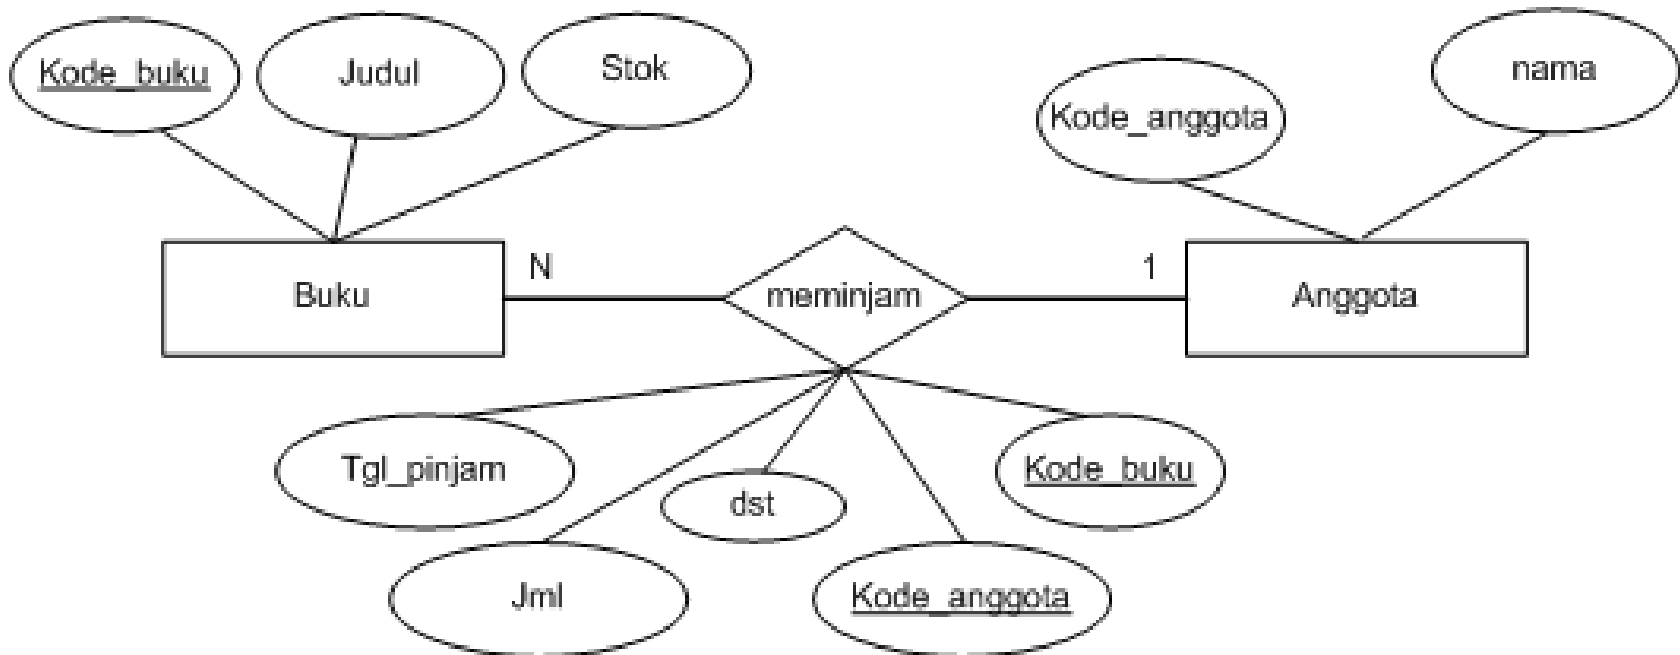 Kode_buku
Judul
Stok
Kode_anggota
nama
Buku
N
meminjam
1
Anggota
Tgl_pinjam
dst
Kode_buku
Jml
Kode_anggota